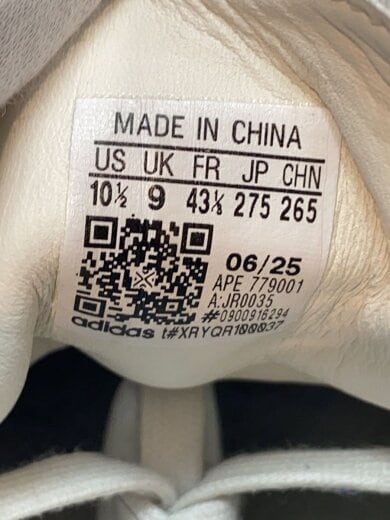 MADE IN CHINA
US UK FR JP CHN
10½ 9 43⅓ 275 265
06/25
APE 779001
A:JR0035
#0900916294
adidas t#XRYQR100037